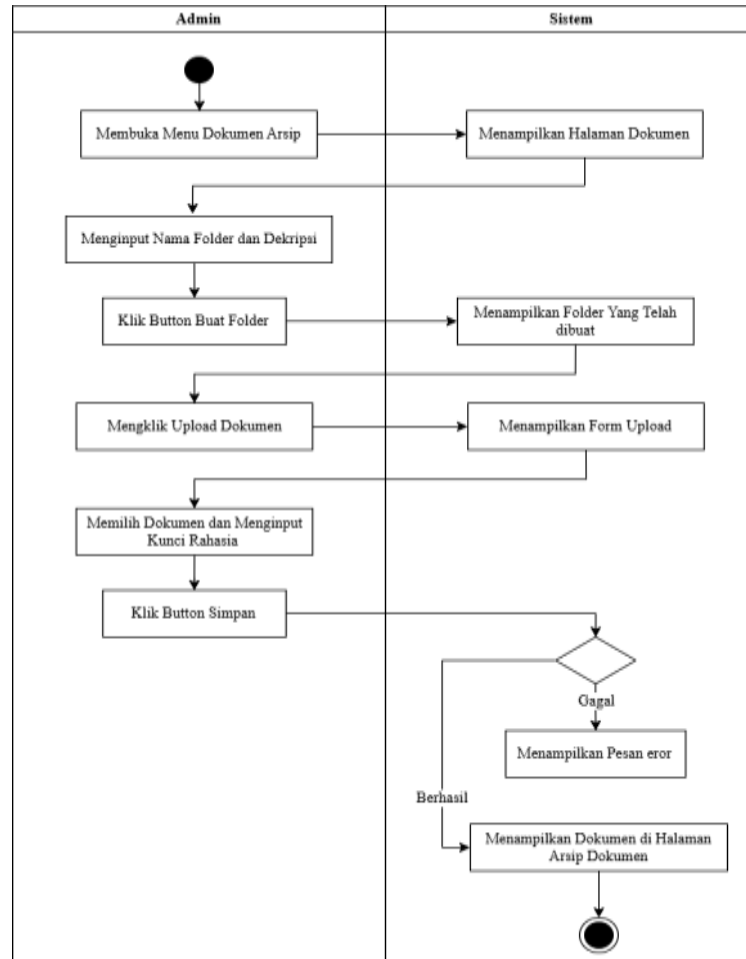 Admin
Sistem
Membuka Menu Dokumen Arsip
Menampilkan Halaman Dokumen
Menginput Nama Folder dan Dekripsi
Klik Button Buat Folder
Menampilkan Folder Yang Telah
dibuat
Mengklik Upload Dokumen
Menampilkan Form Upload
Memilih Dokumen dan Menginput
Kunci Rahasia
Klik Button Simpan
Gagal
Menampilkan Pesan eror
Berhasil
Menampilkan Dokumen di Halaman
Arsip Dokumen